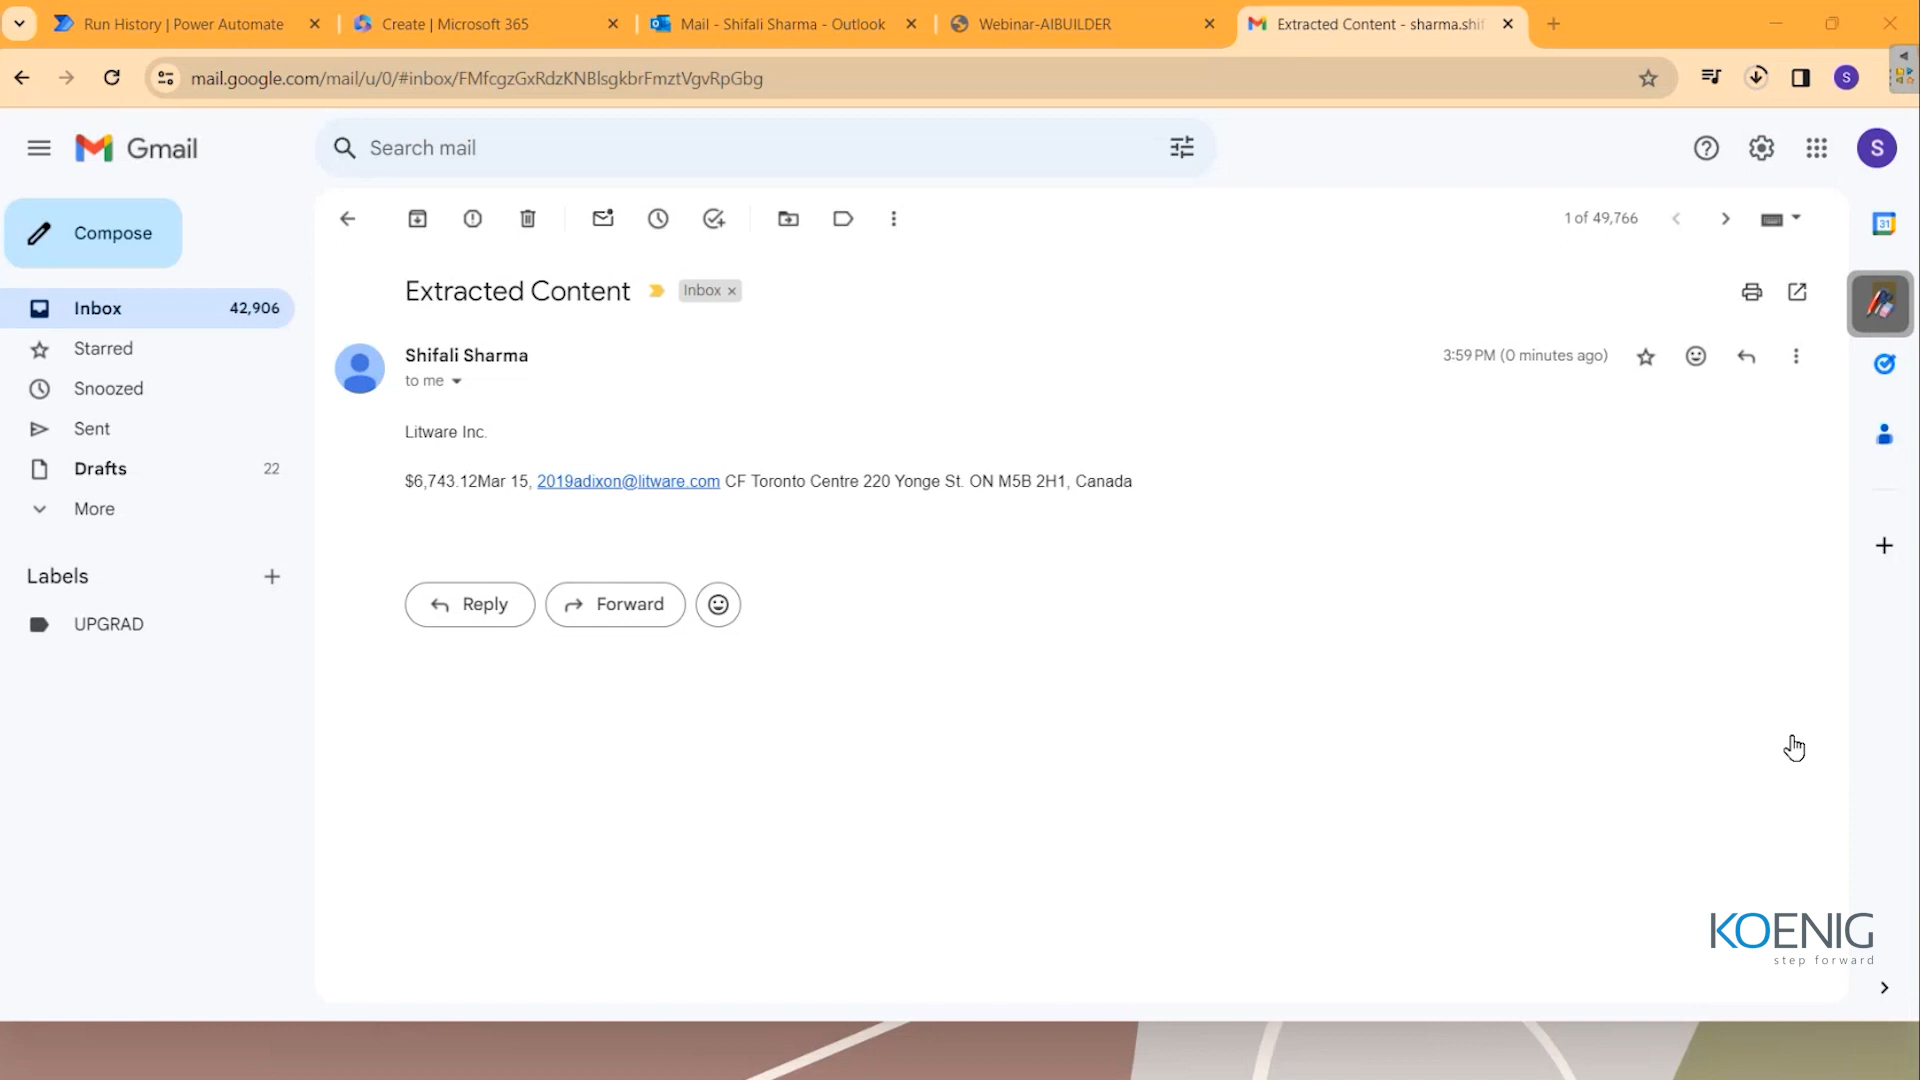 Run History | Power Automate
Create | Microsoft 365
Mail - Shifali Sharma - Outlook
Webinar-AIBUILDER
Extracted Content - sharma.shif
mail.google.com/mail/u/0/#inbox/FMfcgzGxRdzKNBlsgkbrFmztVgvRpGbg
S
Gmail
Search mail
S
Compose
1 of 49,766
31
Inbox 42,906
Starred
Snoozed
Sent
Drafts 22
More
Labels
UPGRAD
Extracted Content
Inbox
Shifali Sharma
3:59 PM (0 minutes ago)
to me
Litware Inc.
$6,743.12Mar 15, 2019adixon@litware.com CF Toronto Centre 220 Yonge St. ON M5B 2H1, Canada
Reply
Forward
KOENIG
step forward